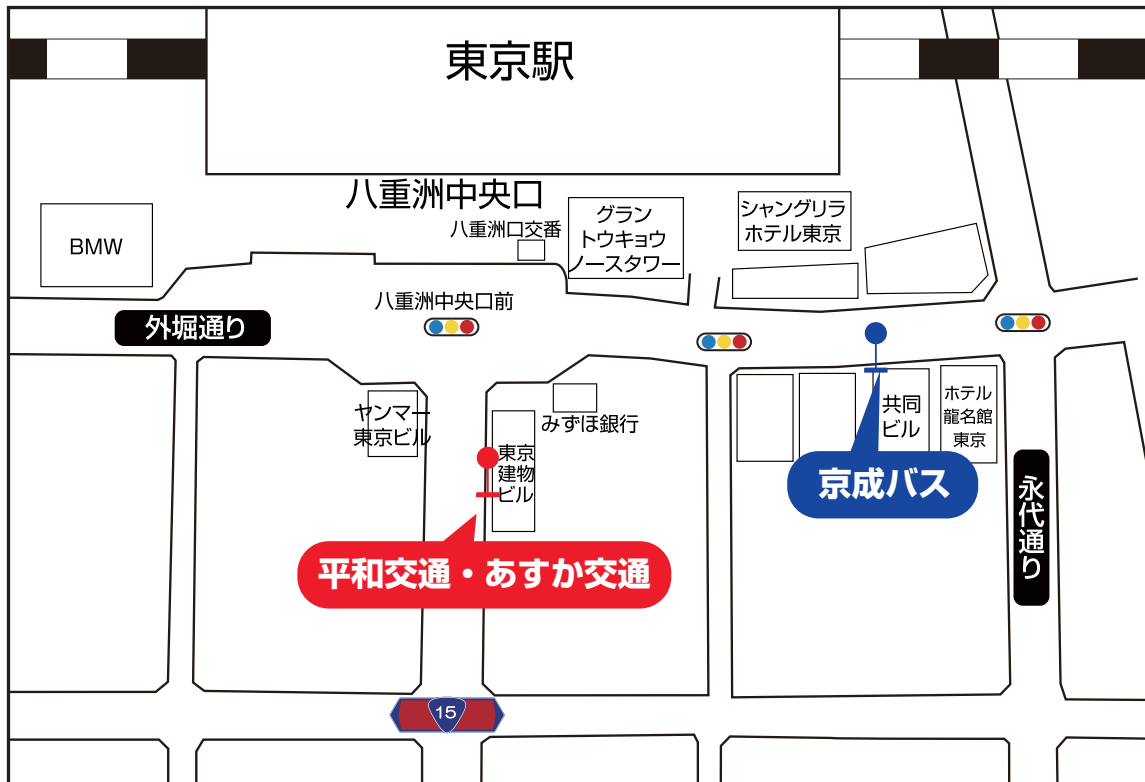 東京駅
八重洲中央口
八重洲口交番
グラン
トウキョウ
ノースタワー
シャングリラ
ホテル東京
BMW
八重洲中央口前
外堀通り
ヤンマー
東京ビル
みずほ銀行
東京
建物
ビル
共同
ビル
ホテル
龍名館
東京
京成バス
永代通り
平和交通・あすか交通
15